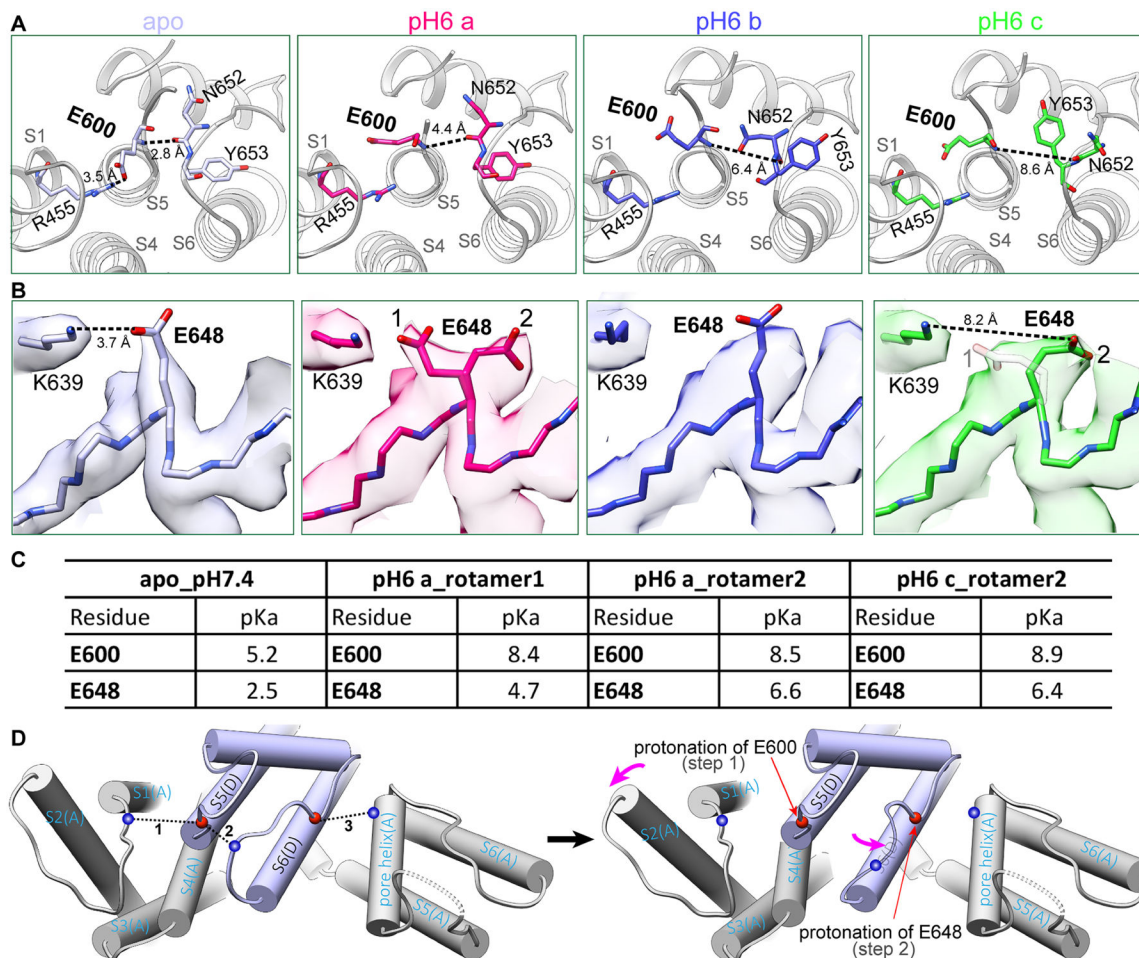 A
apo
pH6 a
pH6 b
pH6 c
N652
E600
S1
2.8 Å
Y653
3.5 Å
R455
S5
S4
S6
N652
E600
4.4 Å
S1
Y653
R455
S5
S4
S6
E600
N652
S1
6.4 Å
Y653
R455
S5
S4
S6
Y653
E600
S1
8.6 Å
N652
R455
S5
S4
S6
B
E648
3.7 Å
K639
1
E648
2
K639
E648
K639
8.2 Å
E648
1
2
K639
C
apo_pH7.4 pH6 a_rotamer1 pH6 a_rotamer2 pH6 c_rotamer2
Residue pKa Residue pKa Residue pKa Residue pKa
E600 5.2 E600 8.4 E600 8.5 E600 8.9
E648 2.5 E648 4.7 E648 6.6 E648 6.4
D
S1(A)
S2(A)
S3(A)
S4(A)
S5(D)
S6(D)
1
2
3
pore helix(A)
S6(A)
S5(A)
protonation of E600
(step 1)
S1(A)
S2(A)
S3(A)
S4(A)
S5(D)
pore helix(A)
S6(A)
S5(A)
protonation of E648
(step 2)